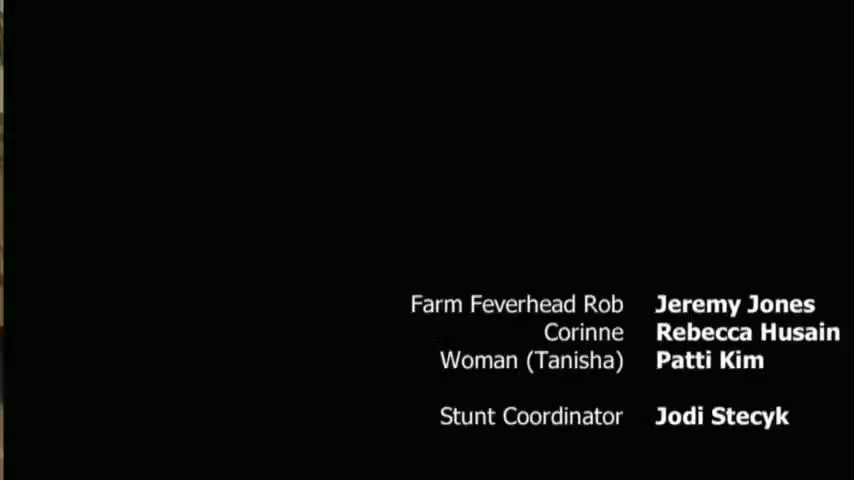 Farm Feverhead Rob Jeremy Jones
Corinne Rebecca Husain
Woman (Tanisha) Patti Kim
Stunt Coordinator Jodi Stecyk